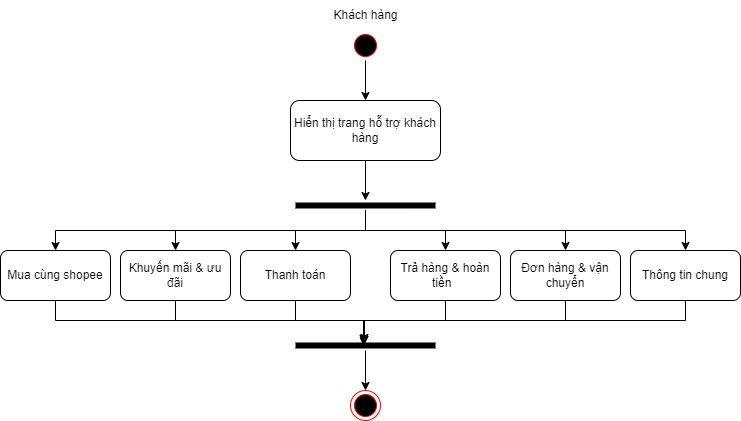 Khách hàng
Hiển thị trang hỗ trợ khách
hàng
Mua cùng shopee
Khuyến mãi & ưu
đãi
Thanh toán
Trả hàng & hoàn
tiền
Đơn hàng & vận
chuyển
Thông tin chung